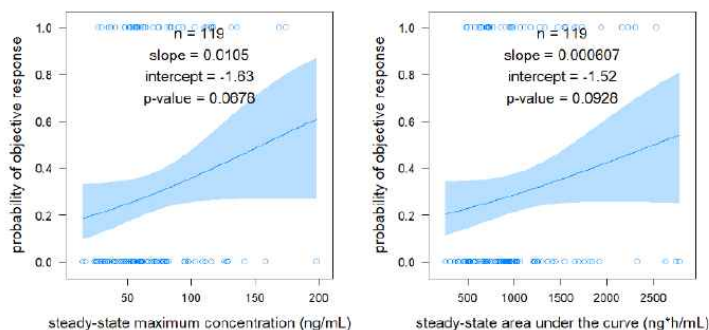 n = 119
slope = 0.0105
intercept = -1.63
p-value = 0.0676
probability of objective response
1.0
0.8
0.6
0.4
0.2
0.0
50
100
150
200
steady-state maximum concentration (ng/mL)
n = 119
slope = 0.000607
intercept = -1.52
p-value = 0.0928
probability of objective response
1.0
0.8
0.6
0.4
0.2
0.0
500
1000
1500
2000
2500
steady-state area under the curve (ng*h/mL)